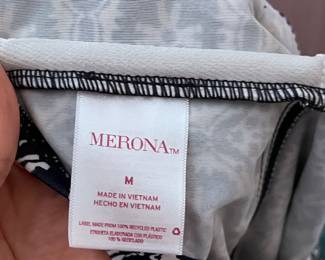 MERONA™
M
MADE IN VIETNAM
HECHO EN VIETNAM
LABEL MADE FROM 100% RECYCLED PLASTIC
ETIQUETA ELABORADA CON PLÁSTICO
100 % RECICLADO